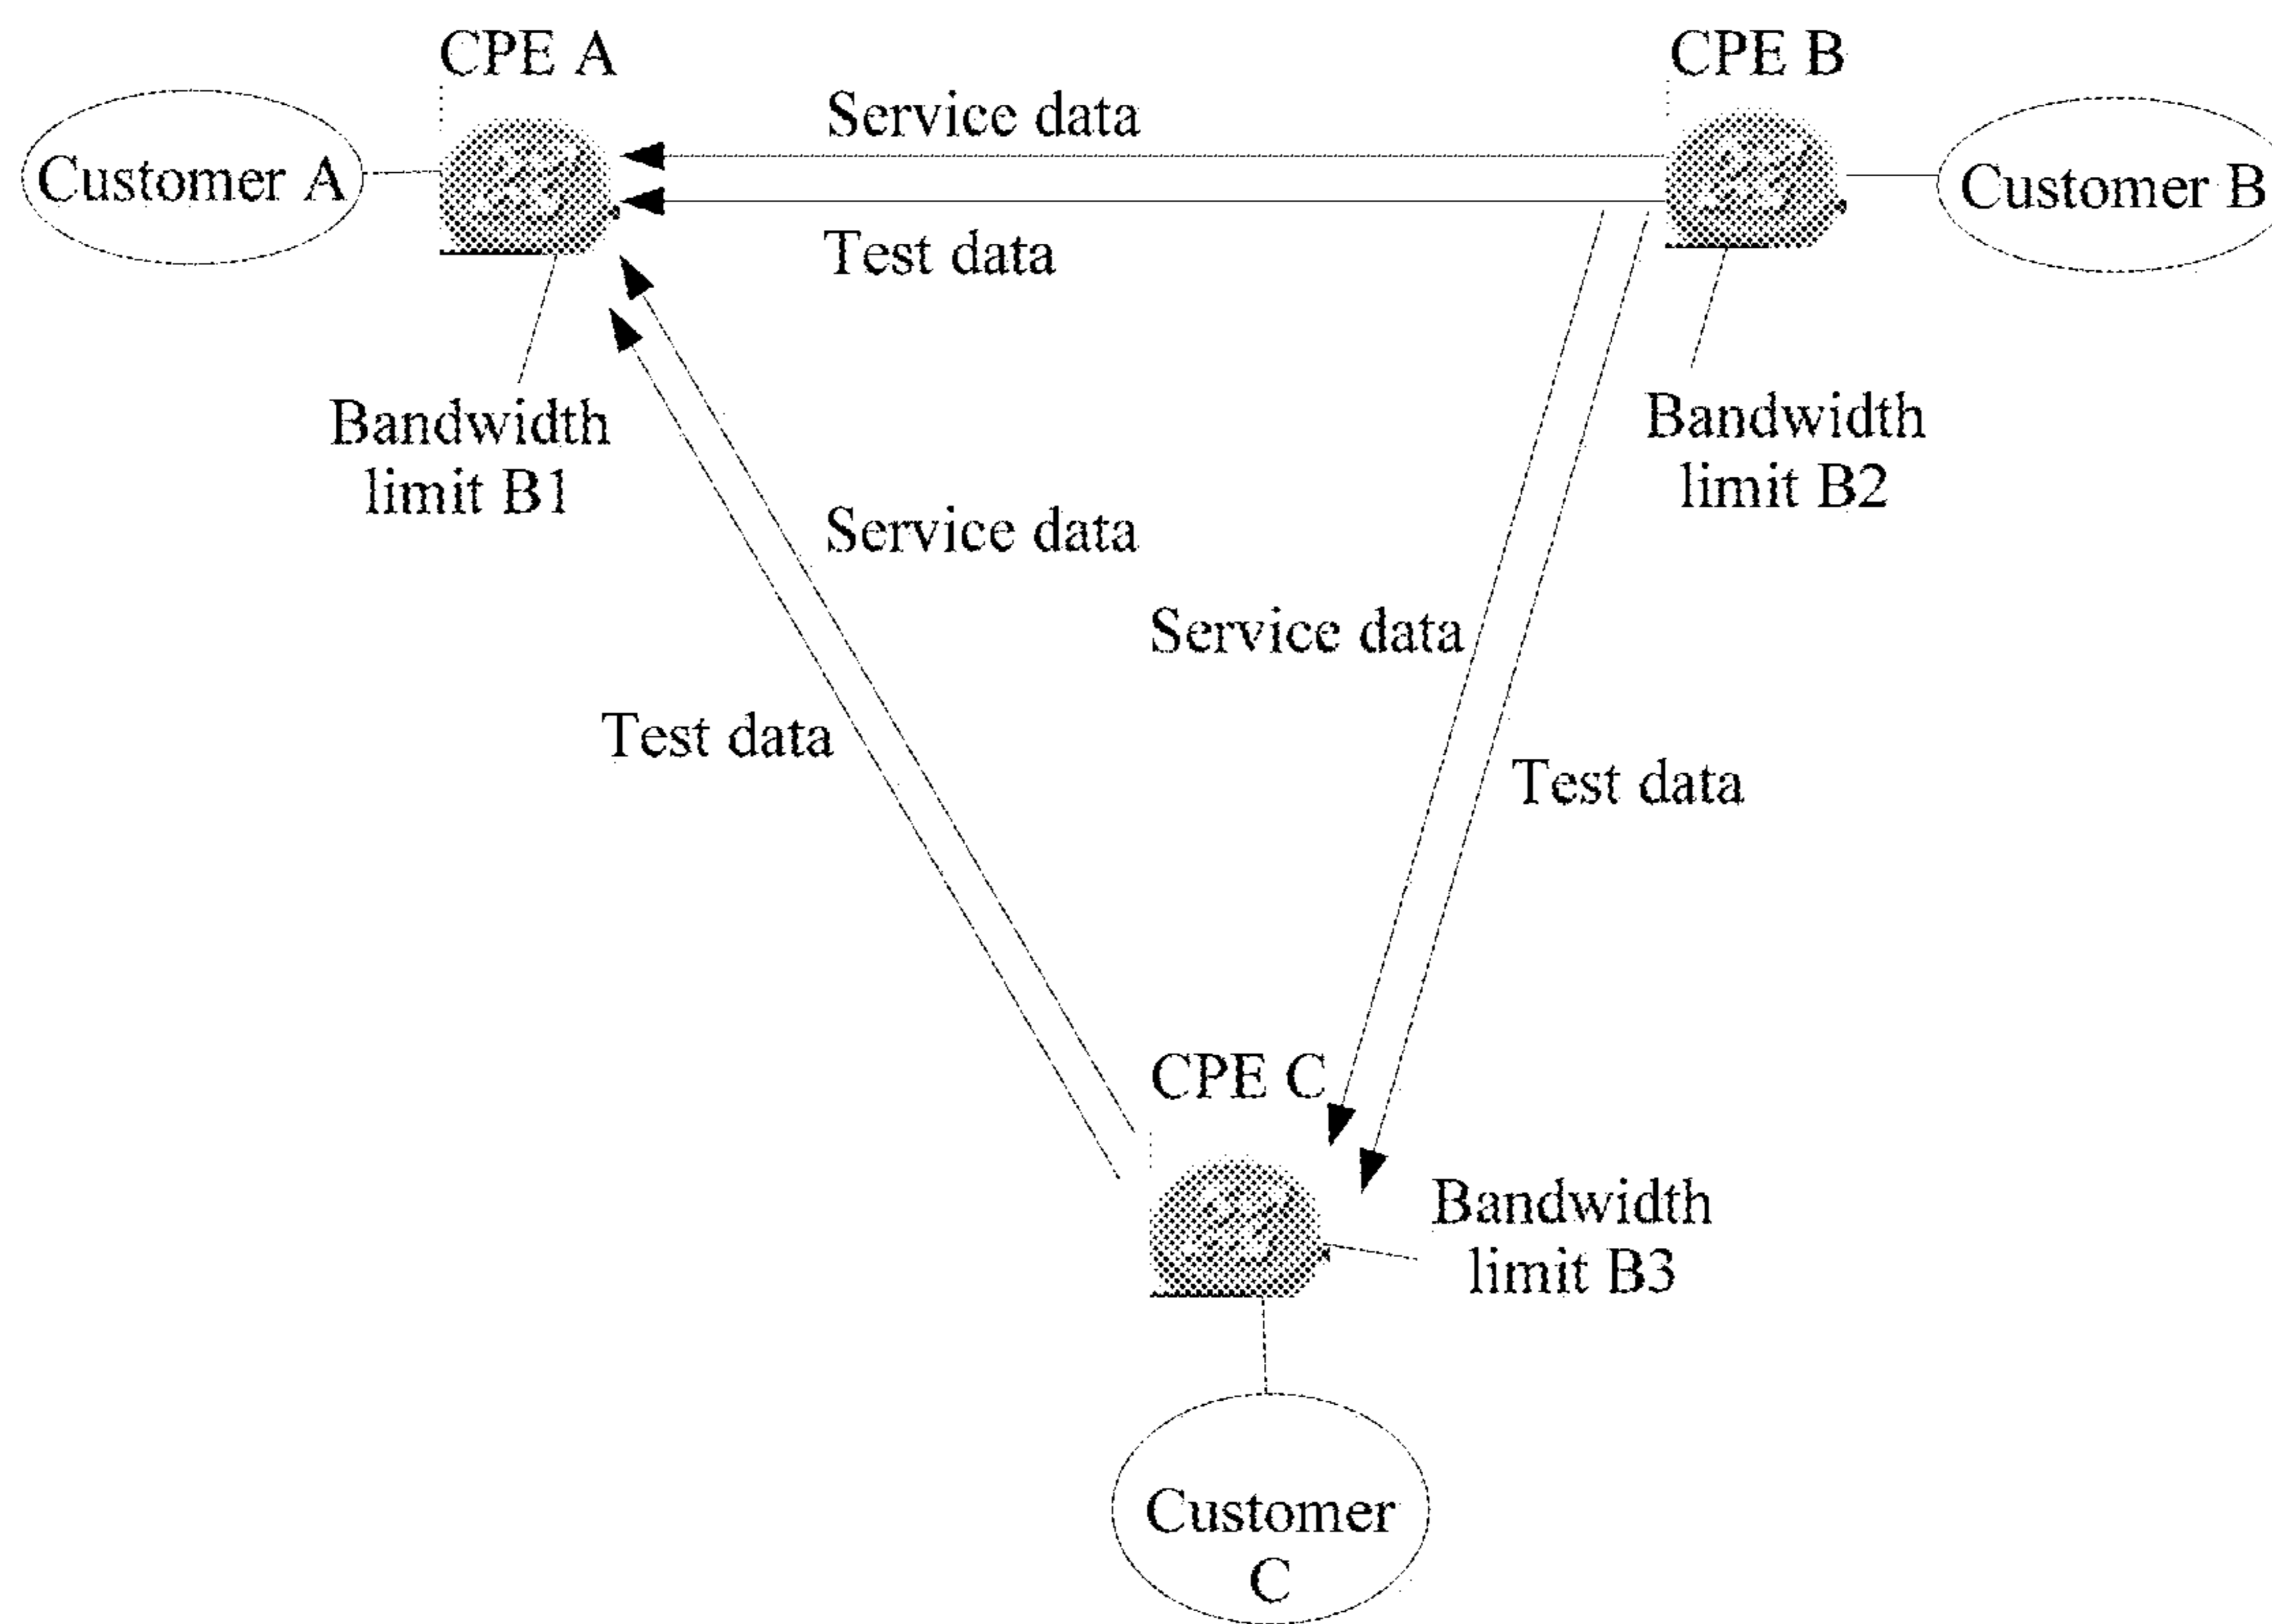 CPE A
CPE B
Service data
Customer A
Customer B
Test data
Bandwidth
limit B1
Bandwidth
limit B2
Service data
Service data
Test data
Test data
CPE C
Bandwidth
limit B3
Customer
C